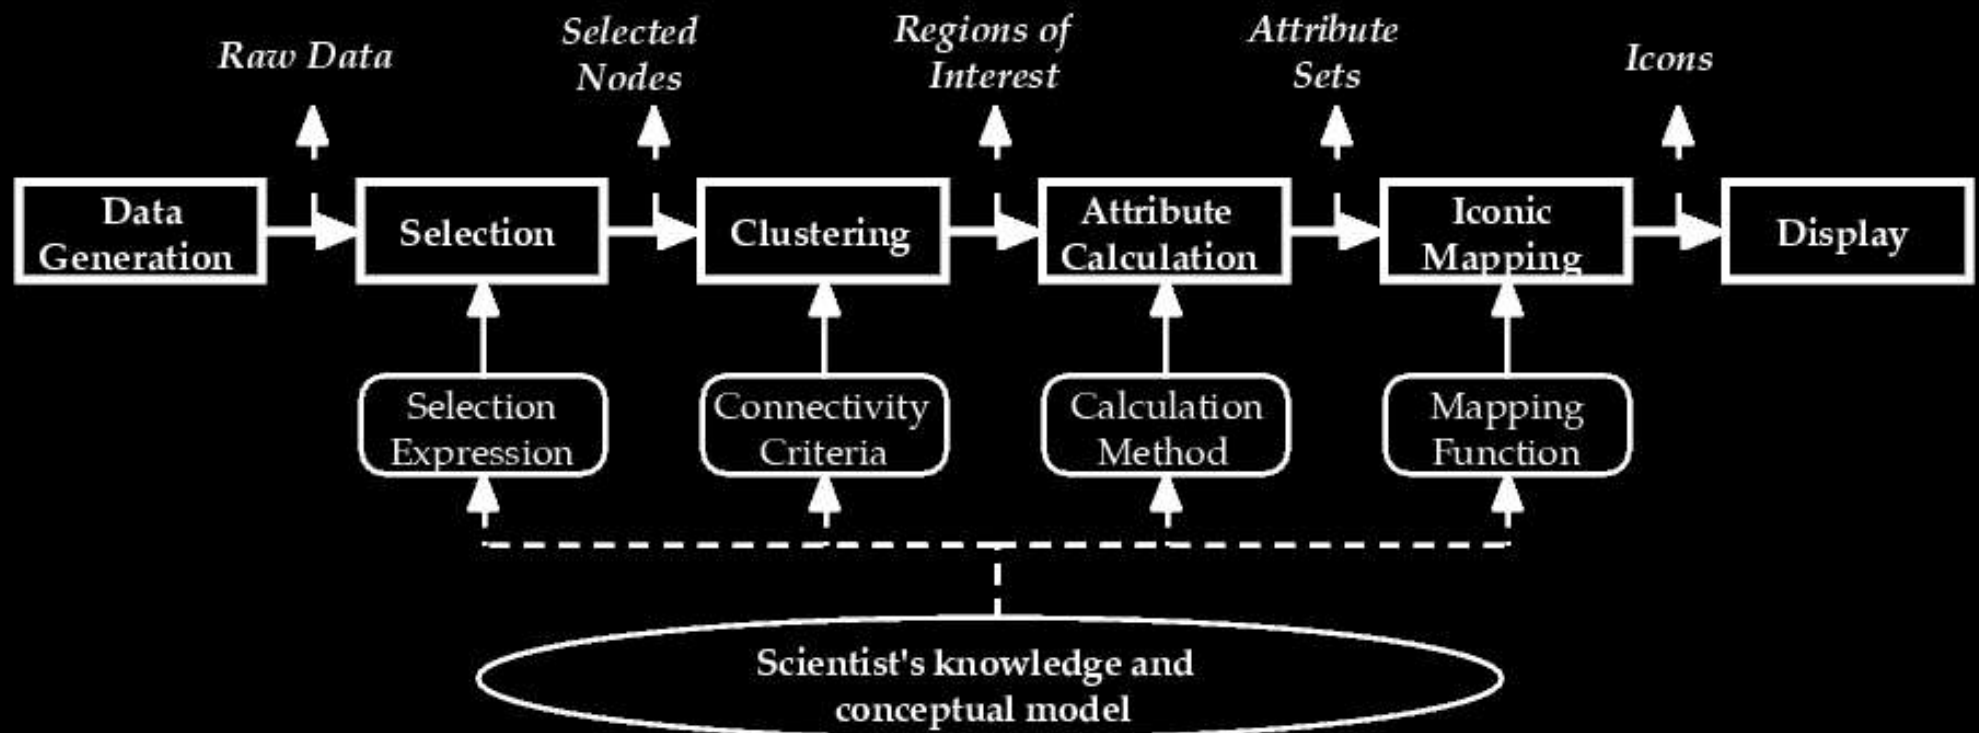 Raw Data
Selected
Nodes
Regions of
Interest
Attribute
Sets
Icons
Data
Generation
Selection
Clustering
Attribute
Calculation
Iconic
Mapping
Display
Selection
Expression
Connectivity
Criteria
Calculation
Method
Mapping
Function
Scientist's knowledge and
conceptual model